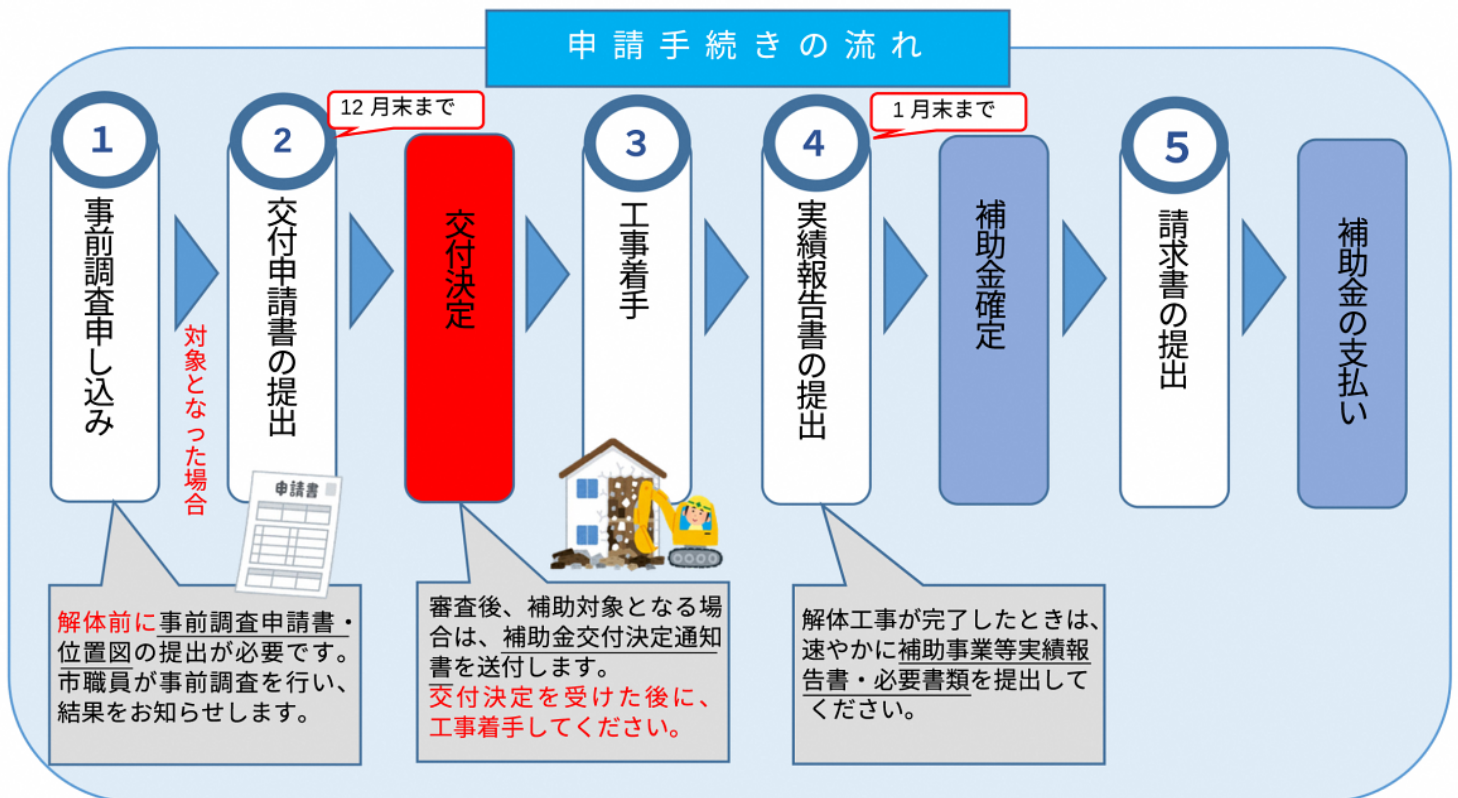 申請手続きの流れ
1
事前調査申し込み
対象となった場合
2
12 月末まで
交付申請書の提出
申請書
交付決定
3
工事着手
4
1 月末まで
実績報告書の提出
補助金確定
5
請求書の提出
補助金の支払い
解体前に事前調査申請書・
位置図の提出が必要です。
市職員が事前調査を行い、
結果をお知らせします。
審査後、補助対象となる場
合は、補助金交付決定通知
書を送付します。
交付決定を受けた後に、
工事着手してください。
解体工事が完了したときは、
速やかに補助事業等実績報
告書・必要書類を提出して
ください。